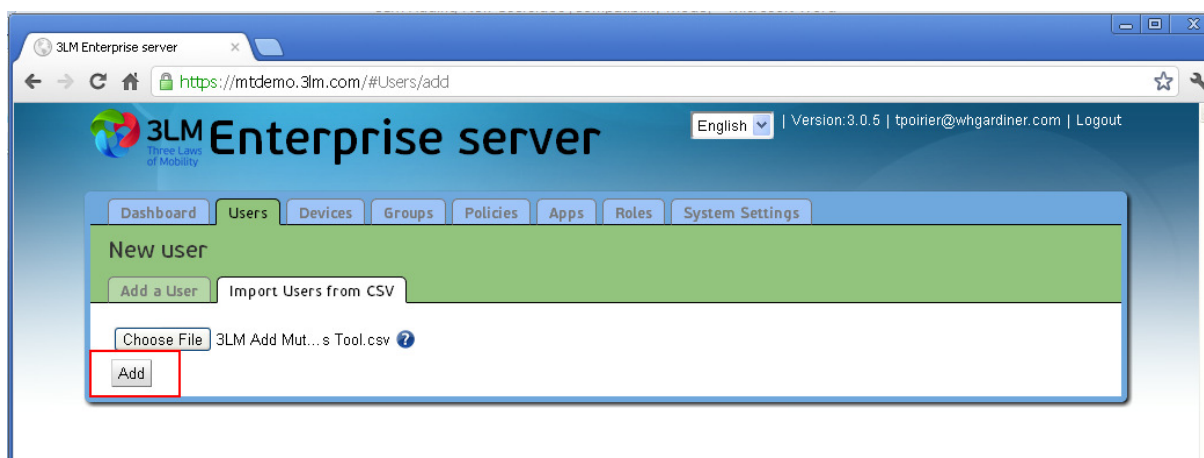 3LM Enterprise server
https://mtdemo.3lm.com/#Users/add
3LM
Three Laws
of Mobility
Enterprise server
English | Version:3.0.5 | tpoirier@whgardiner.com | Logout
Dashboard Users Devices Groups Policies Apps Roles System Settings
New user
Add a User Import Users from CSV
Choose File 3LM Add Mut...s Tool.csv ?
Add